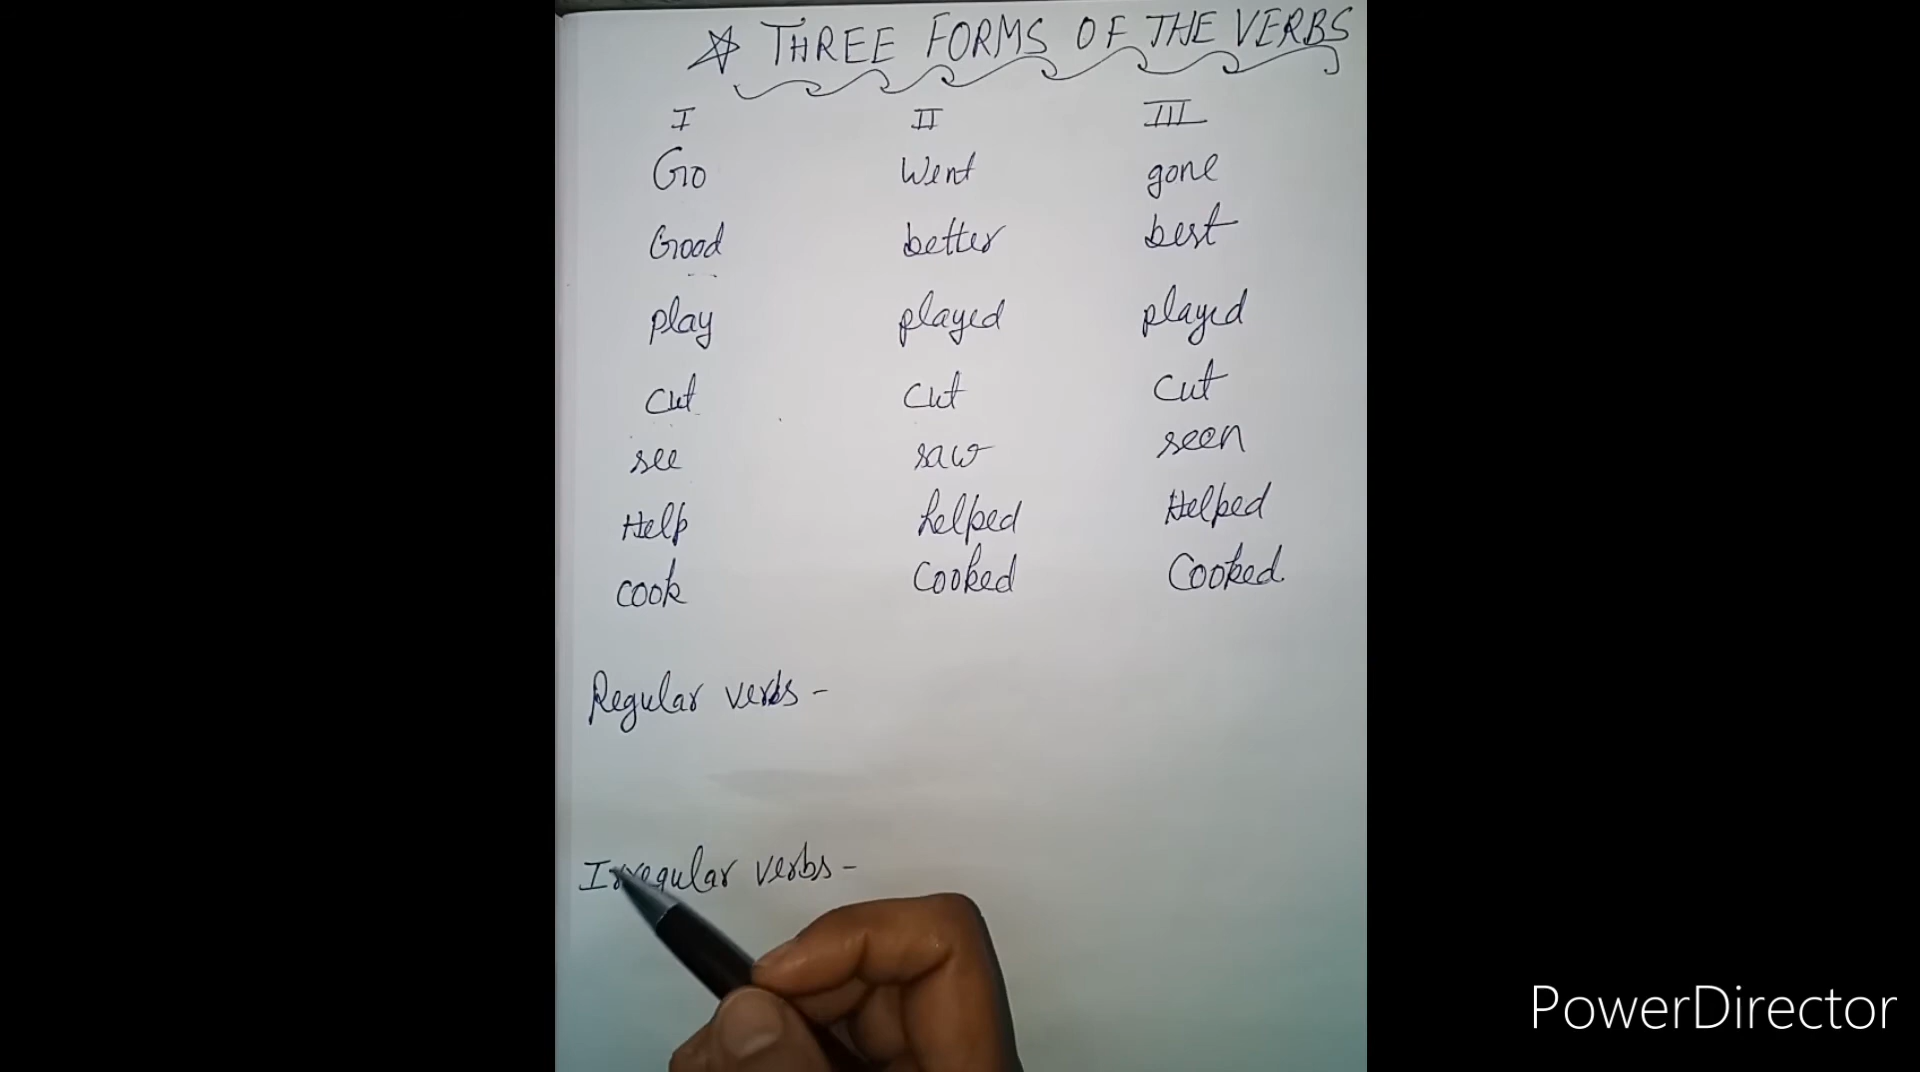 THREE FORMS OF THE VERBS
I II III
Go Went gone
Good better best
play played played
cut cut cut
see saw seen
Help helped Helped
cook Cooked Cooked.
Regular verbs -
Irregular verbs -
PowerDirector